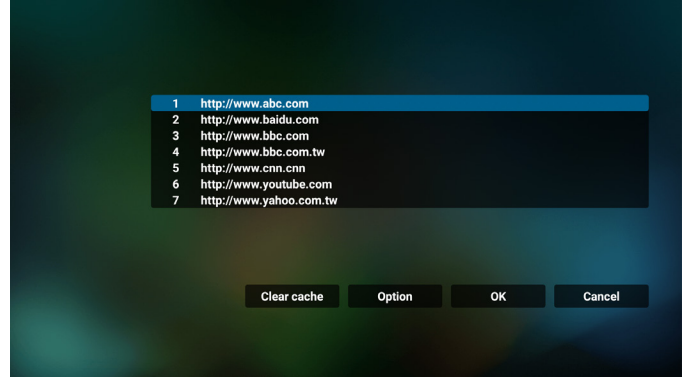 1 http://www.abc.com
2 http://www.baidu.com
3 http://www.bbc.com
4 http://www.bbc.com.tw
5 http://www.cnn.cnn
6 http://www.youtube.com
7 http://www.yahoo.com.tw
Clear cache Option OK Cancel